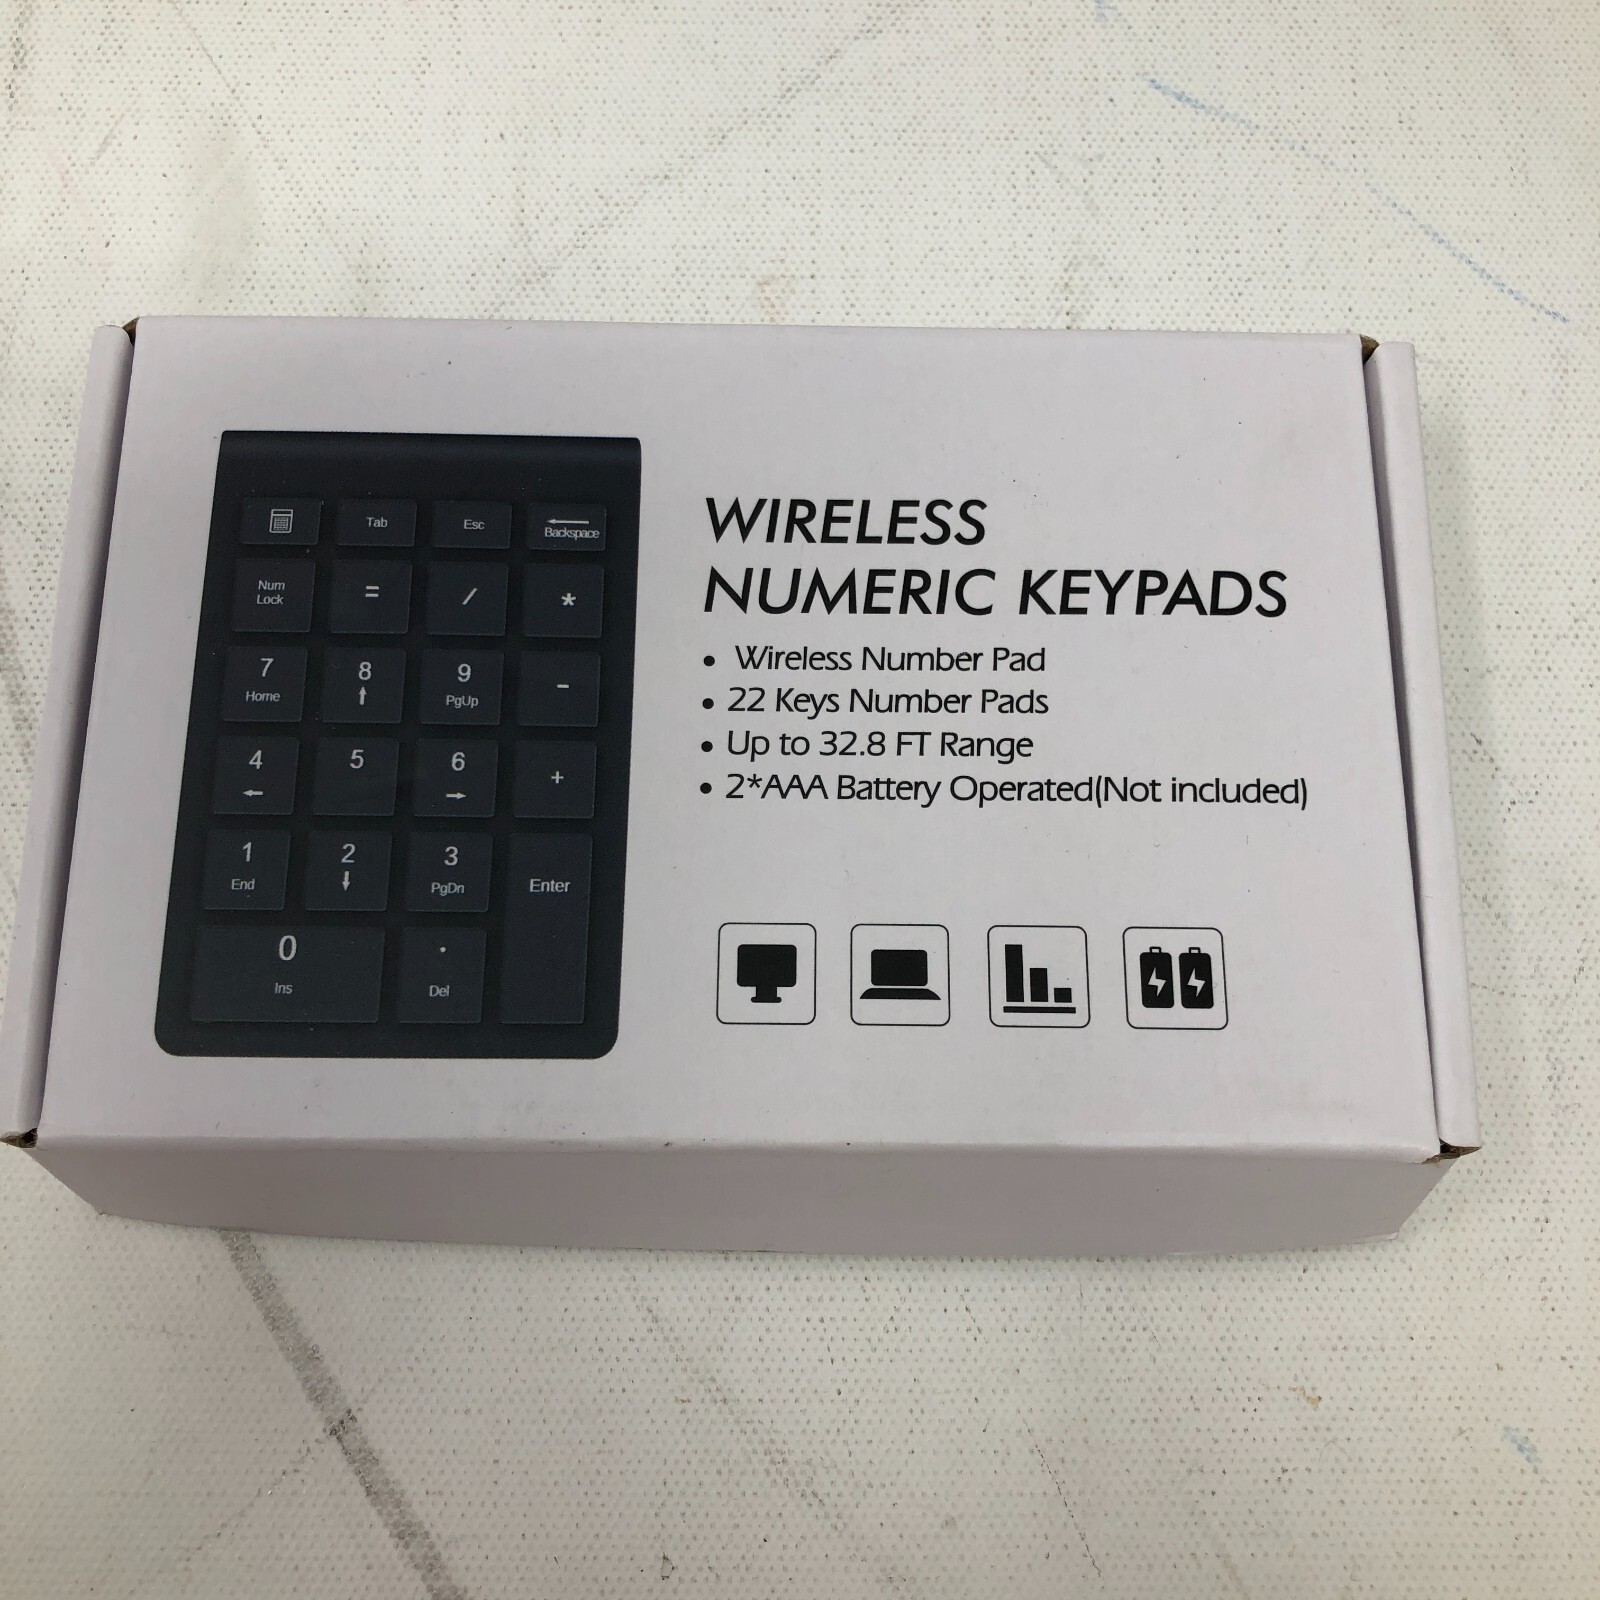 Tab Esc Backspace
Num Lock = / *
7 Home 8 ↑ 9 PgUp -
4 ← 5 6 → +
1 End 2 ↓ 3 PgDn Enter
0 Ins . Del
WIRELESS
NUMERIC KEYPADS
• Wireless Number Pad
• 22 Keys Number Pads
• Up to 32.8 FT Range
• 2*AAA Battery Operated(Not included)